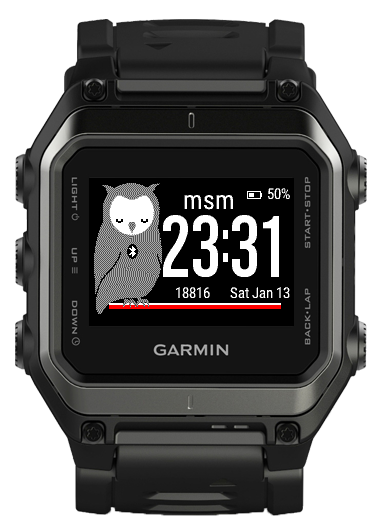 msm 50%
23:31
18816 Sat Jan 13
LIGHT
UP
DOWN
START·STOP
BACK·LAP
GARMIN